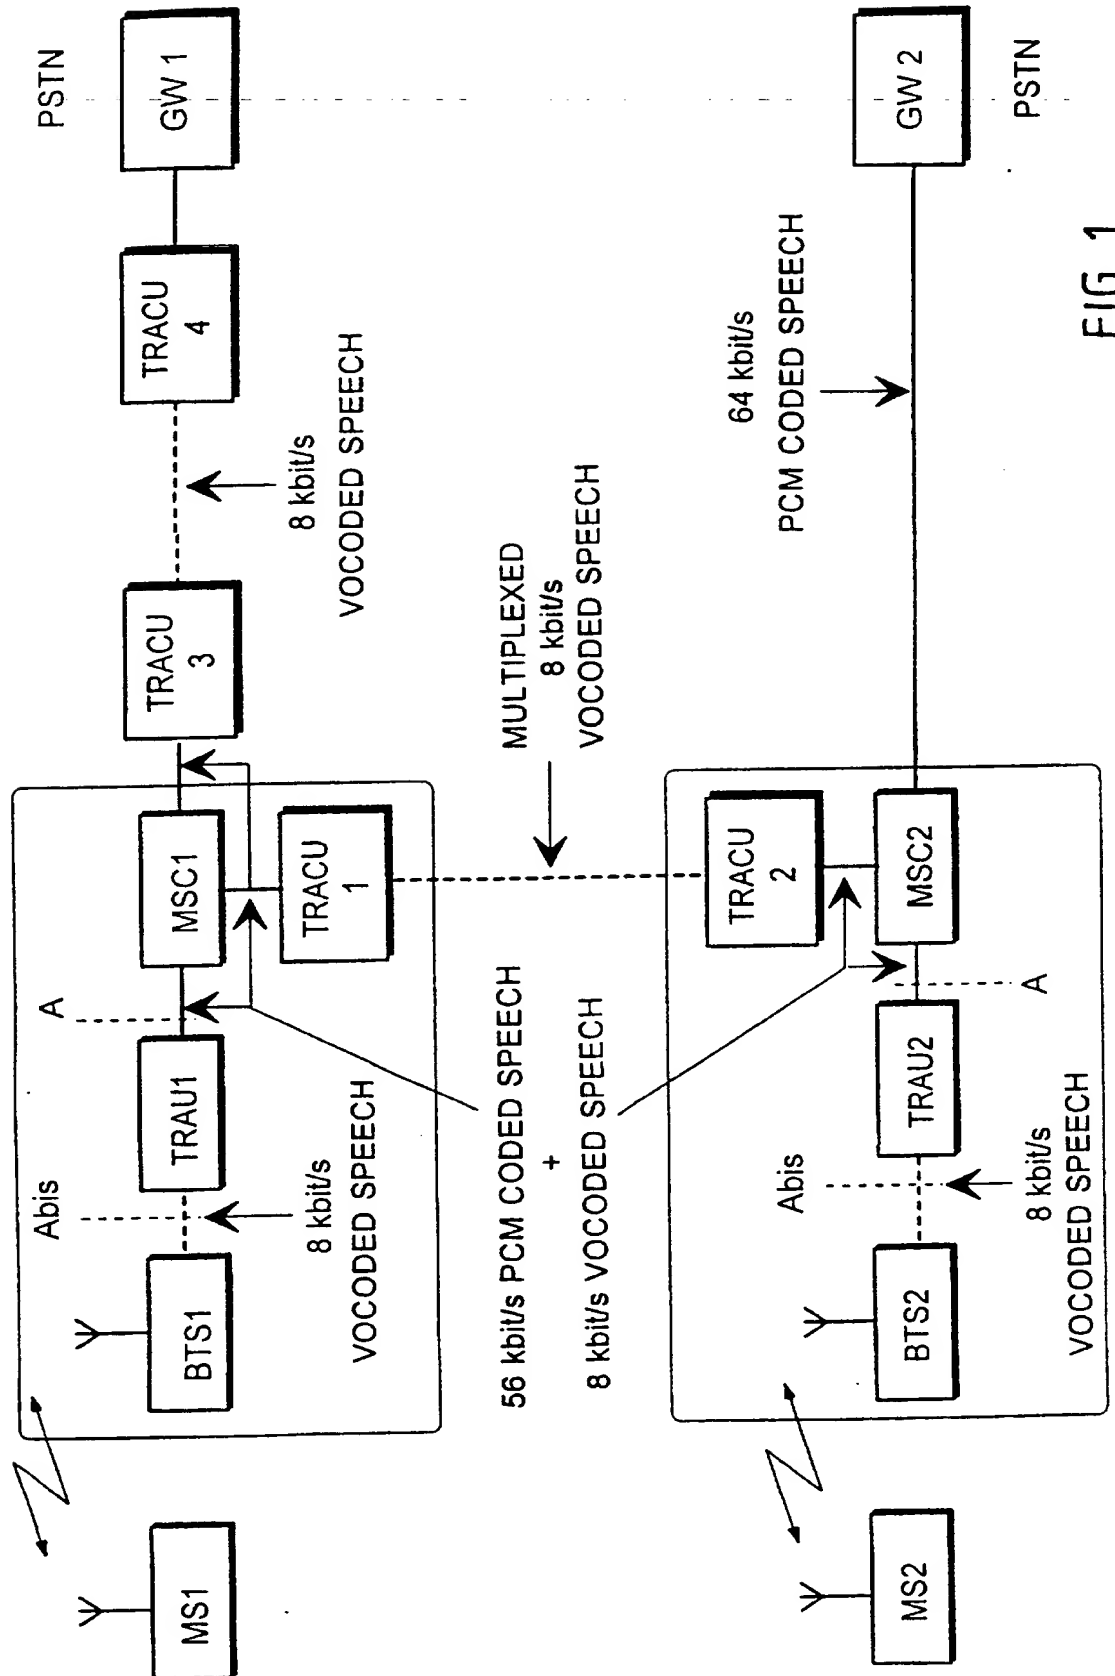 PSTN
GW 1
TRACU
4
8 kbit/s
VOCODED SPEECH
TRACU
3
MSC1
TRACU
1
A
TRAU1
Abis
8 kbit/s
VOCODED SPEECH
BTS1
MS1
MULTIPLEXED
8 kbit/s
VOCODED SPEECH
56 kbit/s PCM CODED SPEECH
+
8 kbit/s VOCODED SPEECH
64 kbit/s
PCM CODED SPEECH
GW 2
PSTN
TRACU
2
MSC2
A
TRAU2
Abis
8 kbit/s
VOCODED SPEECH
BTS2
MS2
FIG. 1